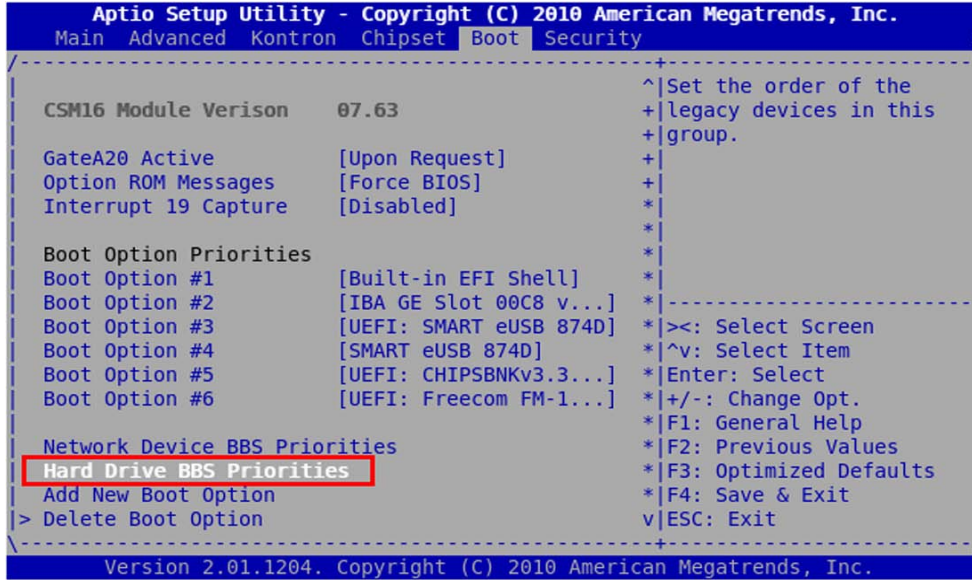 Aptio Setup Utility - Copyright (C) 2010 American Megatrends, Inc.
Main Advanced Kontron Chipset Boot Security
CSM16 Module Verison 07.63
GateA20 Active [Upon Request]
Option ROM Messages [Force BIOS]
Interrupt 19 Capture [Disabled]
Boot Option Priorities
Boot Option #1 [Built-in EFI Shell]
Boot Option #2 [IBA GE Slot 00C8 v...]
Boot Option #3 [UEFI: SMART eUSB 874D]
Boot Option #4 [SMART eUSB 874D]
Boot Option #5 [UEFI: CHIPSBNKv3.3...]
Boot Option #6 [UEFI: Freecom FM-1...]
Network Device BBS Priorities
Hard Drive BBS Priorities
Add New Boot Option
> Delete Boot Option
Set the order of the
legacy devices in this
group.
><: Select Screen
^v: Select Item
Enter: Select
+/-: Change Opt.
F1: General Help
F2: Previous Values
F3: Optimized Defaults
F4: Save & Exit
ESC: Exit
Version 2.01.1204. Copyright (C) 2010 American Megatrends, Inc.